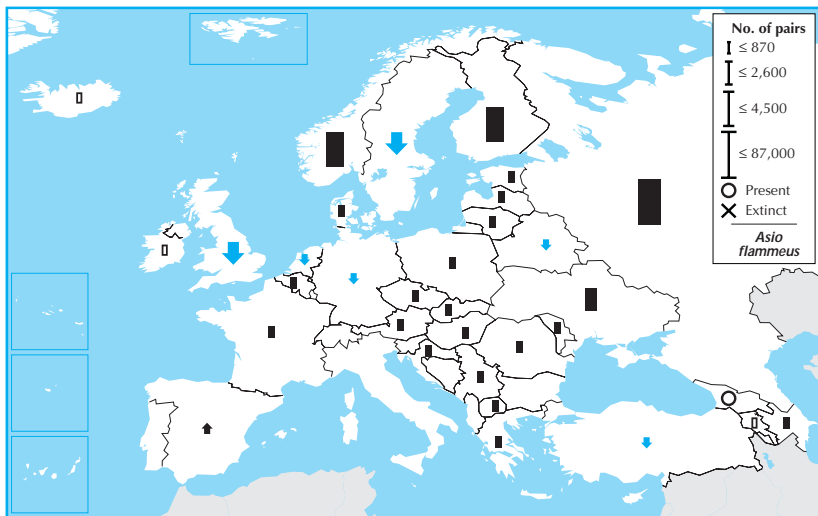 No. of pairs
≤ 870
≤ 2,600
≤ 4,500
≤ 87,000
Present
Extinct
Asio
flammeus